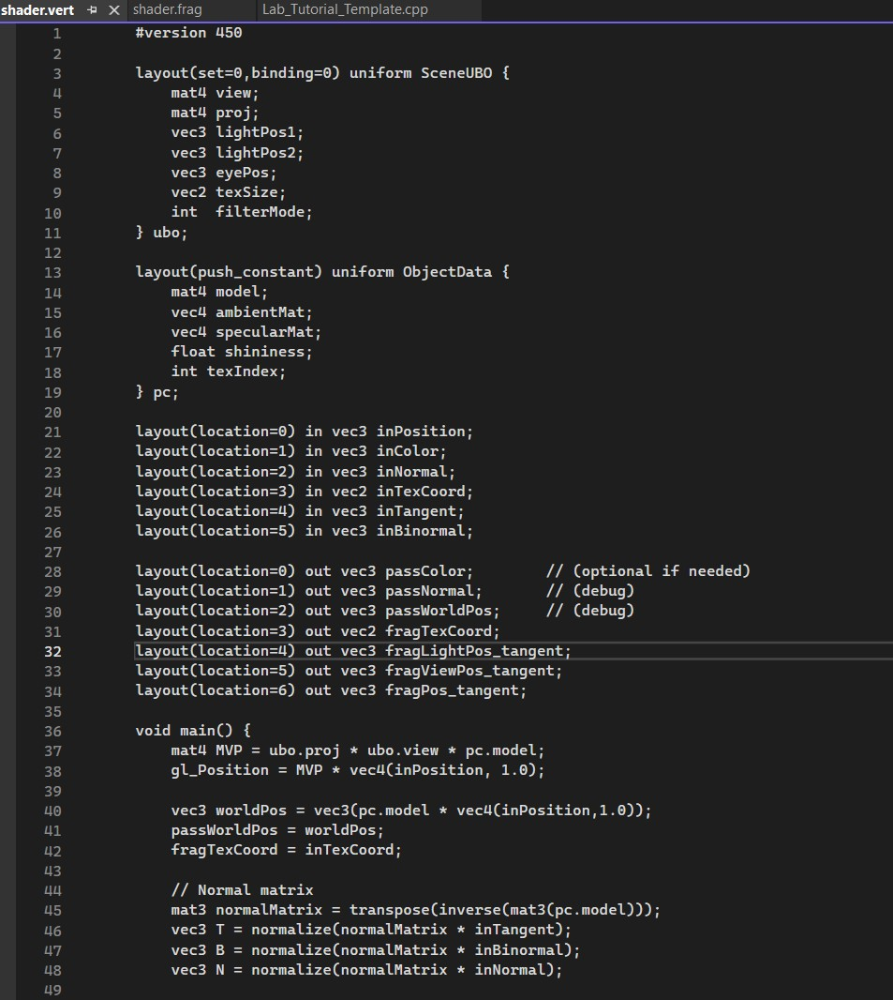 shader.vert shader.frag Lab_Tutorial_Template.cpp
1 #version 450
2
3 layout(set=0,binding=0) uniform SceneUBO {
4     mat4 view;
5     mat4 proj;
6     vec3 lightPos1;
7     vec3 lightPos2;
8     vec3 eyePos;
9     vec2 texSize;
10     int  filterMode;
11 } ubo;
12
13 layout(push_constant) uniform ObjectData {
14     mat4 model;
15     vec4 ambientMat;
16     vec4 specularMat;
17     float shininess;
18     int texIndex;
19 } pc;
20
21 layout(location=0) in vec3 inPosition;
22 layout(location=1) in vec3 inColor;
23 layout(location=2) in vec3 inNormal;
24 layout(location=3) in vec2 inTexCoord;
25 layout(location=4) in vec3 inTangent;
26 layout(location=5) in vec3 inBinormal;
27
28 layout(location=0) out vec3 passColor;        // (optional if needed)
29 layout(location=1) out vec3 passNormal;       // (debug)
30 layout(location=2) out vec3 passWorldPos;     // (debug)
31 layout(location=3) out vec2 fragTexCoord;
32 layout(location=4) out vec3 fragLightPos_tangent;
33 layout(location=5) out vec3 fragViewPos_tangent;
34 layout(location=6) out vec3 fragPos_tangent;
35
36 void main() {
37     mat4 MVP = ubo.proj * ubo.view * pc.model;
38     gl_Position = MVP * vec4(inPosition, 1.0);
39
40     vec3 worldPos = vec3(pc.model * vec4(inPosition,1.0));
41     passWorldPos = worldPos;
42     fragTexCoord = inTexCoord;
43
44     // Normal matrix
45     mat3 normalMatrix = transpose(inverse(mat3(pc.model)));
46     vec3 T = normalize(normalMatrix * inTangent);
47     vec3 B = normalize(normalMatrix * inBinormal);
48     vec3 N = normalize(normalMatrix * inNormal);
49